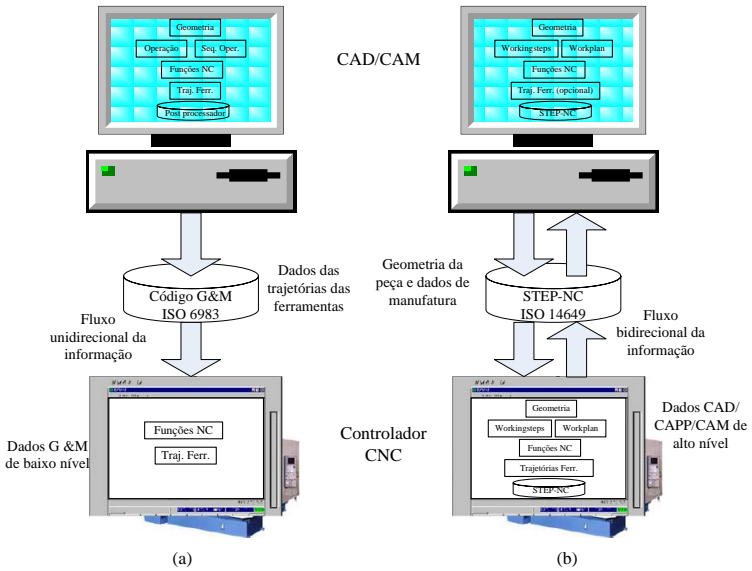 Geometria
Operação
Seq. Oper.
Funções NC
Traj. Ferr.
Post processador
CAD/CAM
Geometria
Workingsteps
Workplan
Funções NC
Traj. Ferr. (opcional)
STEP-NC
Código G&M
ISO 6983
Dados das
trajetórias das
ferramentas
Fluxo
unidirecional da
informação
Geometria da
peça e dados de
manufatura
STEP-NC
ISO 14649
Fluxo
bidirecional da
informação
Dados G &M
de baixo nível
Funções NC
Traj. Ferr.
Controlador
CNC
Geometria
Workingsteps
Workplan
Funções NC
Trajetórias Ferr.
STEP-NC
Dados CAD/
CAPP/CAM de
alto nível
(a)
(b)